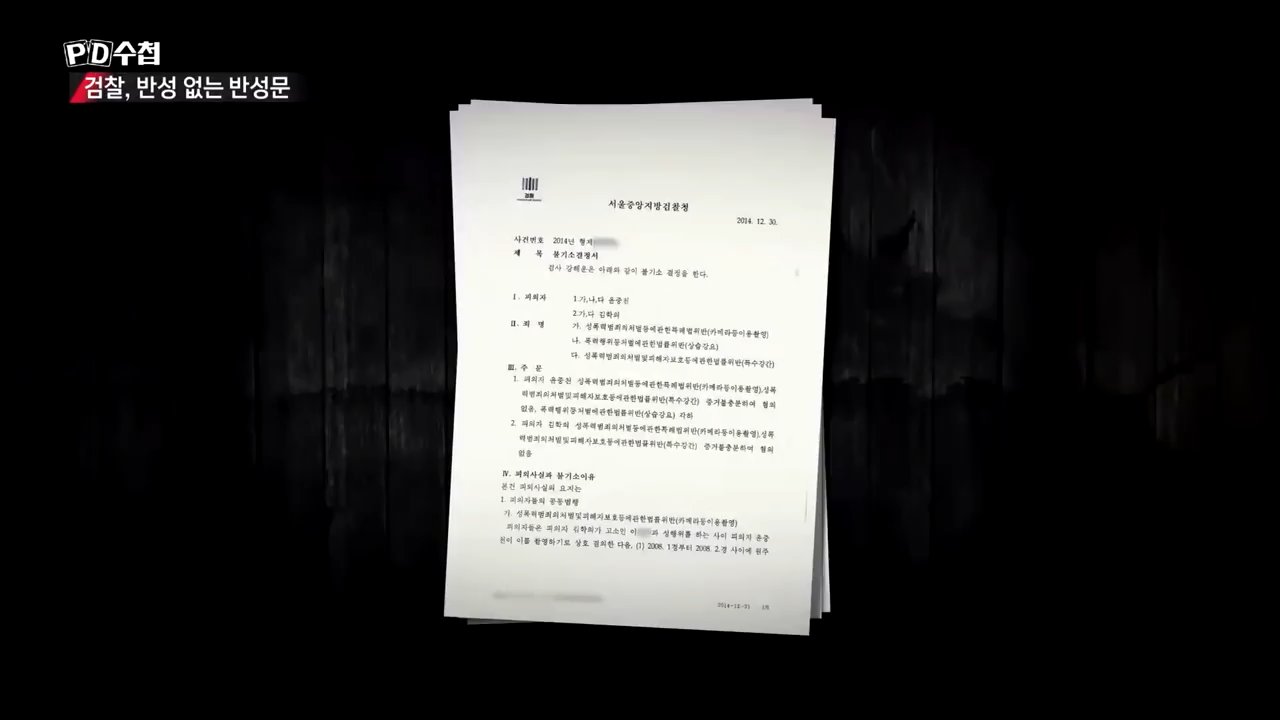 PD수첩
검찰, 반성 없는 반성문
검찰
서울중앙지방검찰청
2014. 12. 30.
사건번호 2014년 형제
제 목 불기소결정서
검사 강해운은 아래와 같이 불기소 결정을 한다.
Ⅰ. 피의자 1.가,나,다 윤중천
2.가,다 김학의
Ⅱ. 죄 명 가. 성폭력범죄의처벌등에관한특례법위반(카메라등이용촬영)
나. 폭력행위등처벌에관한법률위반(상습강요)
다. 성폭력범죄의처벌및피해자보호등에관한법률위반(특수강간)
Ⅲ. 주 문
1. 피의자 윤중천 성폭력범죄의처벌등에관한특례법위반(카메라등이용촬영),성폭
력범죄의처벌및피해자보호등에관한법률위반(특수강간) 증거불충분하여 혐의
없음, 폭력행위등처벌에관한법률위반(상습강요) 각하
2. 피의자 김학의 성폭력범죄의처벌등에관한특례법위반(카메라등이용촬영),성폭
력범죄의처벌및피해자보호등에관한법률위반(특수강간) 증거불충분하여 혐의
없음
Ⅳ. 피의사실과 불기소이유
본건 피의사실의 요지는
1. 피의자들의 공동범행
가. 성폭력범죄의처벌및피해자보호등에관한법률위반(카메라등이용촬영)
피의자들은 피의자 김학의가 고소인 이 과 성행위를 하는 사이 피의자 윤중
천이 이를 촬영하기로 상호 결의한 다음, (1) 2008. 1경부터 2008. 2.경 사이에 원주
2014-12-31